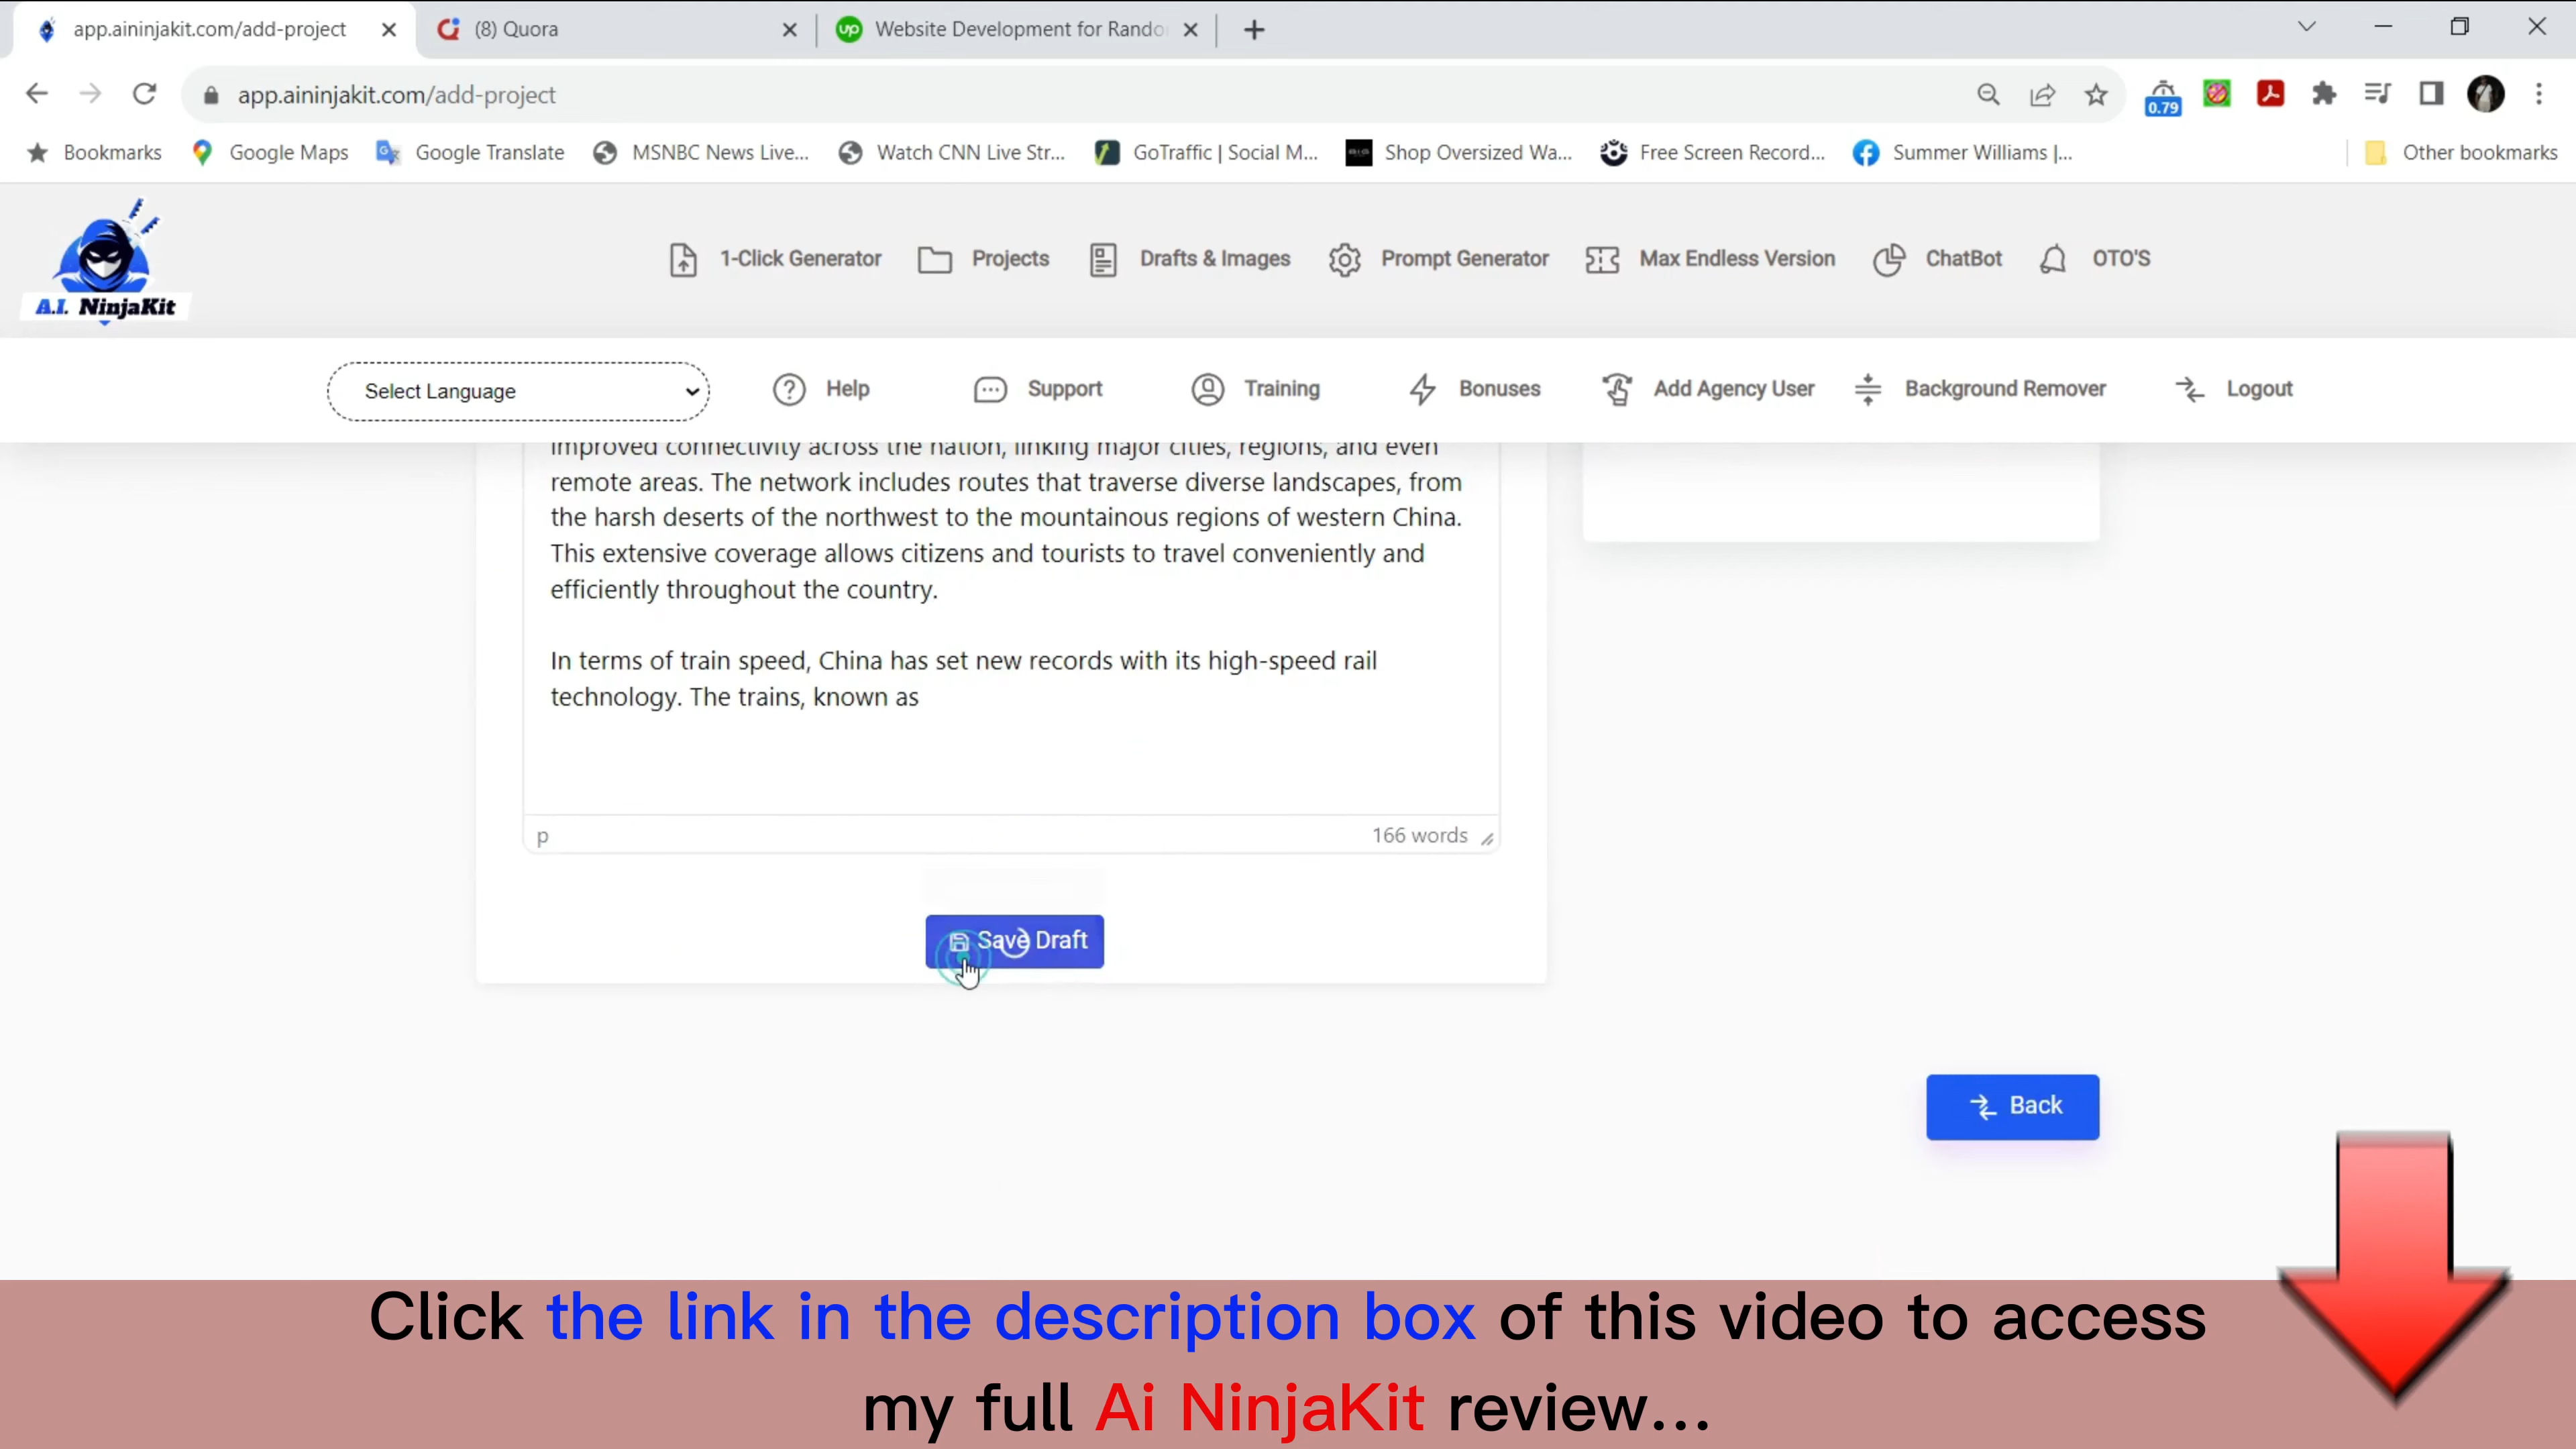 app.aininjakit.com/add-project
(8) Quora
Website Development for Rando
app.aininjakit.com/add-project
0.79
Bookmarks
Google Maps
Google Translate
MSNBC News Live...
Watch CNN Live Str...
GoTraffic | Social M...
Shop Oversized Wa...
Free Screen Record...
Summer Williams |...
Other bookmarks
A.I. NinjaKit
1-Click Generator
Projects
Drafts & Images
Prompt Generator
Max Endless Version
ChatBot
OTO'S
Select Language
Help
Support
Training
Bonuses
Add Agency User
Background Remover
Logout
improved connectivity across the nation, linking major cities, regions, and even
remote areas. The network includes routes that traverse diverse landscapes, from
the harsh deserts of the northwest to the mountainous regions of western China.
This extensive coverage allows citizens and tourists to travel conveniently and
efficiently throughout the country.
In terms of train speed, China has set new records with its high-speed rail
technology. The trains, known as
p
166 words
Save Draft
Back
Click the link in the description box of this video to access
my full Ai NinjaKit review...